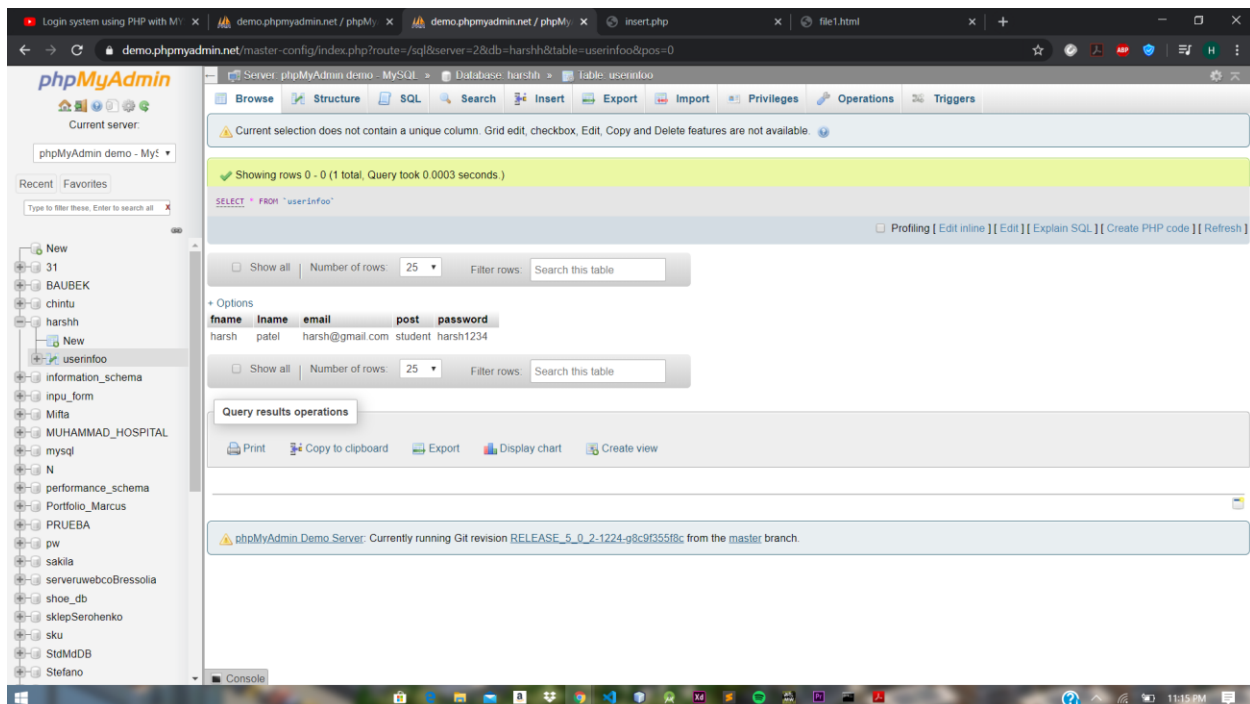 Login system using PHP with MY
demo.phpmyadmin.net / phpMy
demo.phpmyadmin.net / phpMy
insert.php
file1.html
demo.phpmyadmin.net/master-config/index.php?route=/sql&server=2&db=harshh&table=userinfoo&pos=0
ABP
H
phpMyAdmin
Current server:
phpMyAdmin demo - MyS
Recent Favorites
Type to filter these, Enter to search all X
New
31
BAUBEK
chintu
harshh
New
userinfoo
information_schema
inpu_form
Mifta
MUHAMMAD_HOSPITAL
mysql
N
performance_schema
Portfolio_Marcus
PRUEBA
pw
sakila
serveruwebcoBressolia
shoe_db
sklepSerohenko
sku
StdMdDB
Stefano
Server: phpMyAdmin demo - MySQL » Database: harshh » Table: userinfoo
Browse Structure SQL Search Insert Export Import Privileges Operations Triggers
Current selection does not contain a unique column. Grid edit, checkbox, Edit, Copy and Delete features are not available.
Showing rows 0 - 0 (1 total, Query took 0.0003 seconds.)
SELECT * FROM `userinfoo`
Profiling [ Edit inline ] [ Edit ] [ Explain SQL ] [ Create PHP code ] [ Refresh ]
Show all | Number of rows: 25 Filter rows: Search this table
+ Options
fname lname email post password
harsh patel harsh@gmail.com student harsh1234
Show all | Number of rows: 25 Filter rows: Search this table
Query results operations
Print Copy to clipboard Export Display chart Create view
phpMyAdmin Demo Server: Currently running Git revision RELEASE_5_0_2-1224-g8c9f355f8c from the master branch.
Console
a Xd Pr 11:15 PM